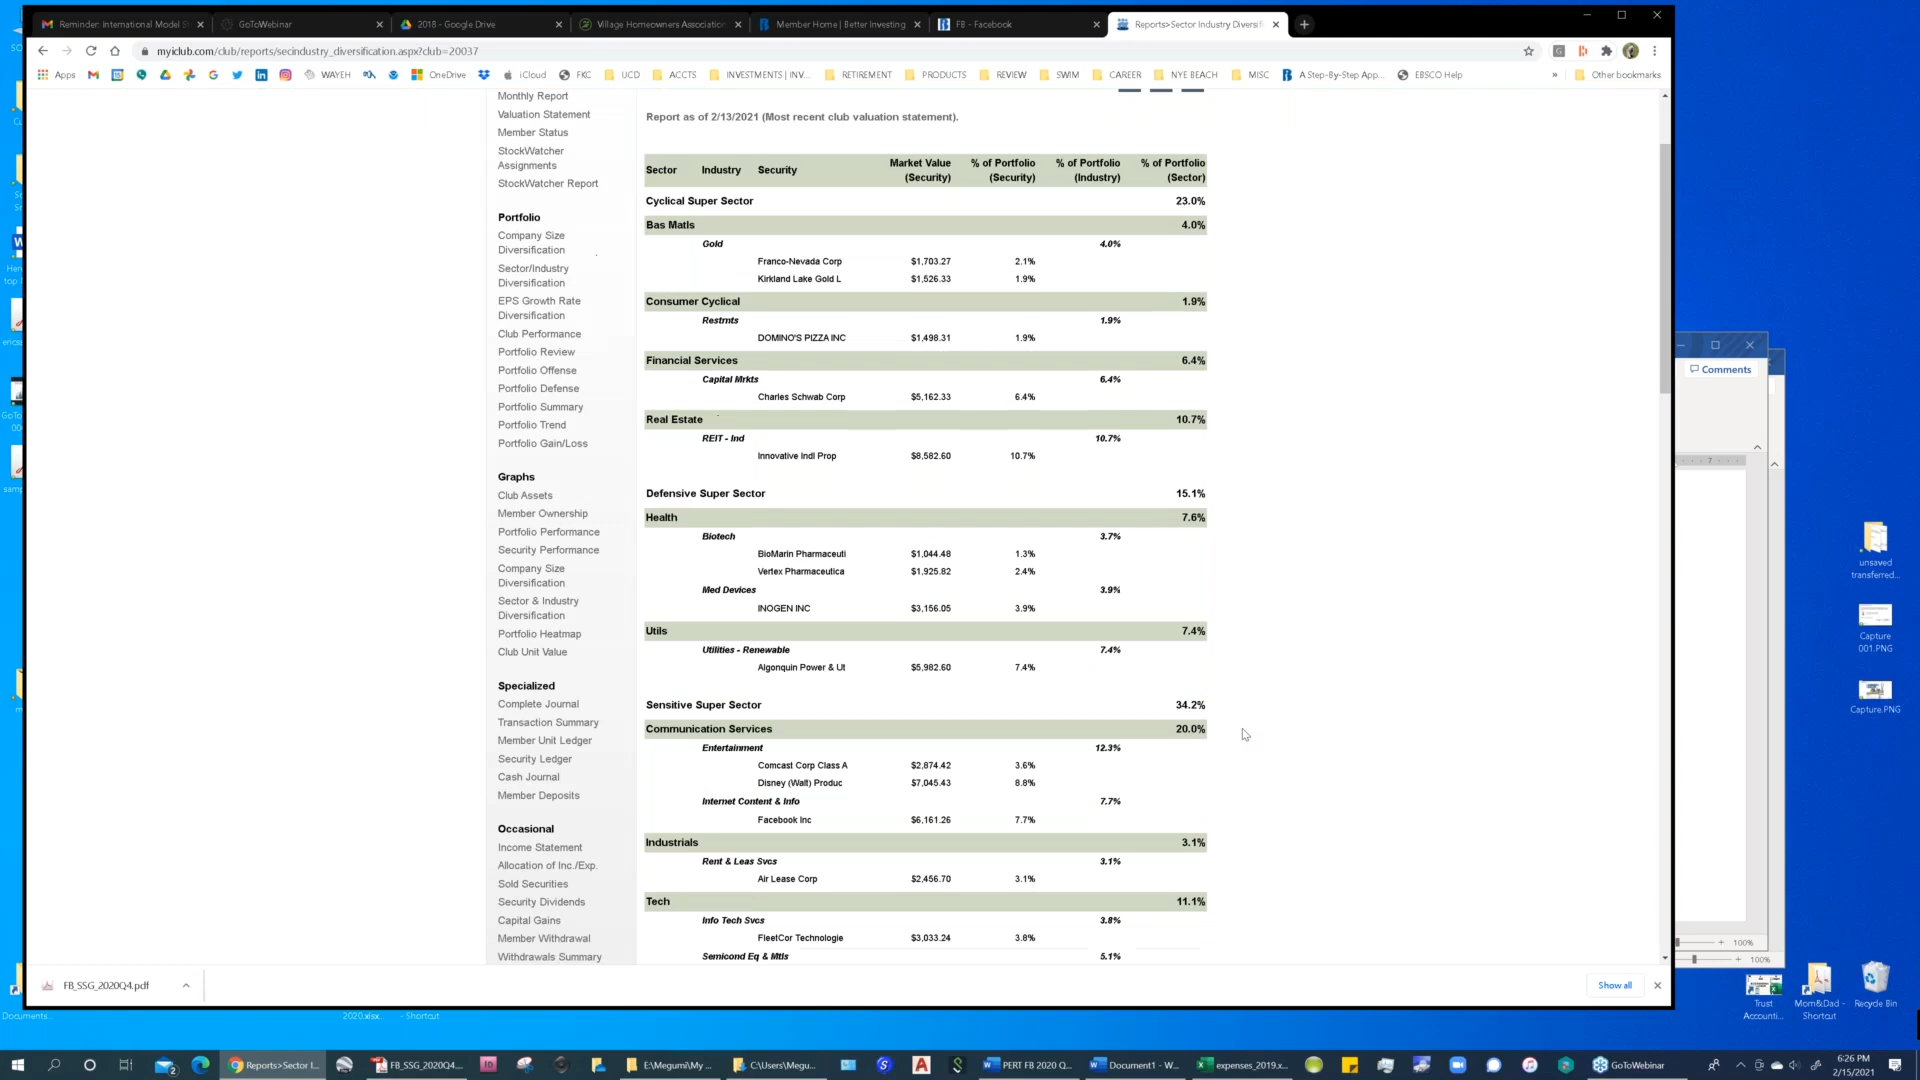 Reminder: International Model S
GoToWebinar
2018 - Google Drive
Village Homeowners Association
Member Home | Better Investing
FB - Facebook
Reports>Sector Industry Diversifi
myiclub.com/club/reports/secindustry_diversification.aspx?club=20037
Apps
WAYEH
OneDrive
iCloud
FKC
UCD
ACCTS
INVESTMENTS | INV...
RETIREMENT
PRODUCTS
REVIEW
SWIM
CAREER
NYE BEACH
MISC
A Step-By-Step App...
EBSCO Help
»
Other bookmarks
Monthly Report
Valuation Statement
Member Status
StockWatcher
Assignments
StockWatcher Report
Portfolio
Company Size
Diversification
Sector/Industry
Diversification
EPS Growth Rate
Diversification
Club Performance
Portfolio Review
Portfolio Offense
Portfolio Defense
Portfolio Summary
Portfolio Trend
Portfolio Gain/Loss
Graphs
Club Assets
Member Ownership
Portfolio Performance
Security Performance
Company Size
Diversification
Sector & Industry
Diversification
Portfolio Heatmap
Club Unit Value
Specialized
Complete Journal
Transaction Summary
Member Unit Ledger
Security Ledger
Cash Journal
Member Deposits
Occasional
Income Statement
Allocation of Inc./Exp.
Sold Securities
Security Dividends
Capital Gains
Member Withdrawal
Withdrawals Summary
Report as of 2/13/2021 (Most recent club valuation statement).
Sector Industry Security Market Value (Security) % of Portfolio (Security) % of Portfolio (Industry) % of Portfolio (Sector)
Cyclical Super Sector 23.0%
Bas Matls 4.0%
Gold 4.0%
Franco-Nevada Corp $1,703.27 2.1%
Kirkland Lake Gold L $1,526.33 1.9%
Consumer Cyclical 1.9%
Restrnts 1.9%
DOMINO'S PIZZA INC $1,498.31 1.9%
Financial Services 6.4%
Capital Mrkts 6.4%
Charles Schwab Corp $5,162.33 6.4%
Real Estate 10.7%
REIT - Ind 10.7%
Innovative Indl Prop $8,582.60 10.7%
Defensive Super Sector 15.1%
Health 7.6%
Biotech 3.7%
BioMarin Pharmaceuti $1,044.48 1.3%
Vertex Pharmaceutica $1,925.82 2.4%
Med Devices 3.9%
INOGEN INC $3,156.05 3.9%
Utils 7.4%
Utilities - Renewable 7.4%
Algonquin Power & Ut $5,982.60 7.4%
Sensitive Super Sector 34.2%
Communication Services 20.0%
Entertainment 12.3%
Comcast Corp Class A $2,874.42 3.6%
Disney (Walt) Produc $7,045.43 8.8%
Internet Content & Info 7.7%
Facebook Inc $6,161.26 7.7%
Industrials 3.1%
Rent & Leas Svcs 3.1%
Air Lease Corp $2,456.70 3.1%
Tech 11.1%
Info Tech Svcs 3.8%
FleetCor Technologie $3,033.24 3.8%
Semicond Eq & Mtls 5.1%
FB_SSG_2020Q4.pdf
Show all
Comments
7
100%
100%
unsaved
transferred...
Capture
001.PNG
Capture.PNG
Trust
Accounti...
Mom&Dad -
Shortcut
Recycle Bin
Documents...
2020.xlsx...
- Shortcut
2
Reports>Sector I...
FB_SSG_2020Q4....
E:\Megumi\My ...
C:\Users\Megu...
PERT FB 2020 Q...
Document1 - W...
expenses_2019.x...
GoToWebinar
6:26 PM
2/15/2021